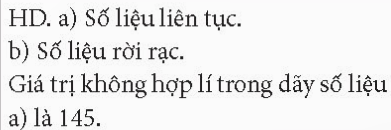 HD. a) Số liệu liên tục.
b) Số liệu rời rạc.
Giá trị không hợp lí trong dãy số liệu
a) là 145.